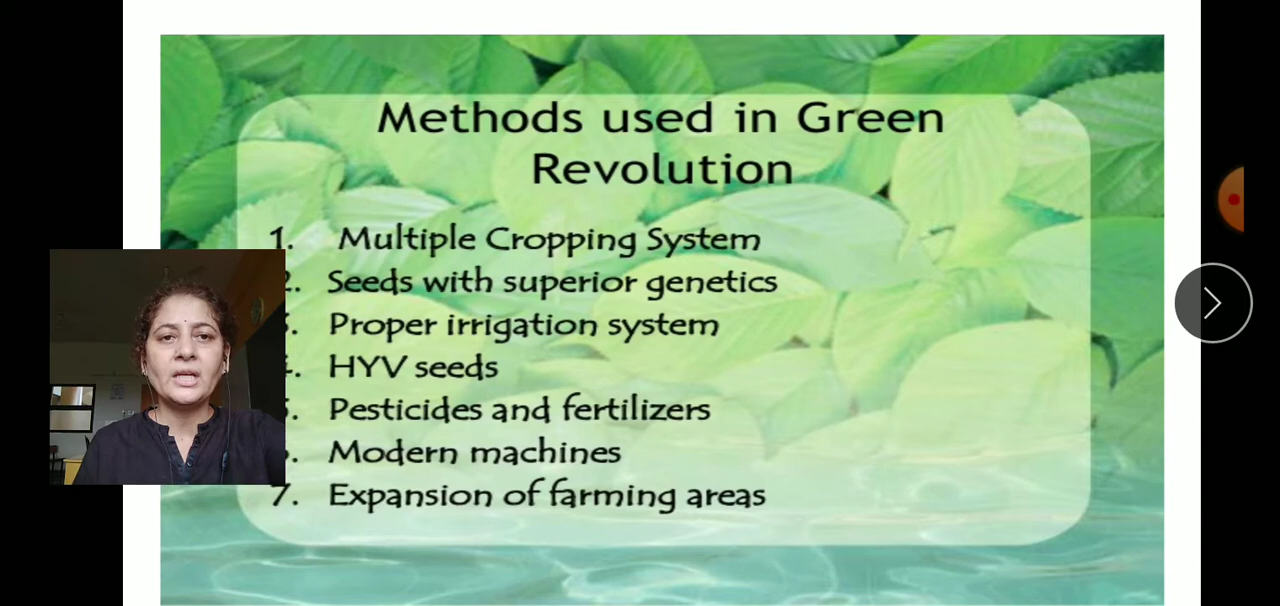 Methods used in Green
Revolution
1. Multiple Cropping System
2. Seeds with superior genetics
3. Proper irrigation system
4. HYV seeds
5. Pesticides and fertilizers
6. Modern machines
7. Expansion of farming areas